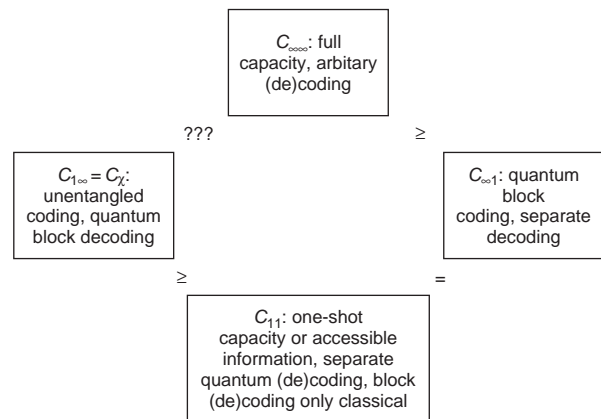 C∞∞: full
capacity, arbitary
(de)coding
??? ≥
C1∞ = Cχ:
unentangled
coding, quantum
block decoding
C∞1: quantum
block
coding, separate
decoding
≥ =
C11: one-shot
capacity or accessible
information, separate
quantum (de)coding, block
(de)coding only classical